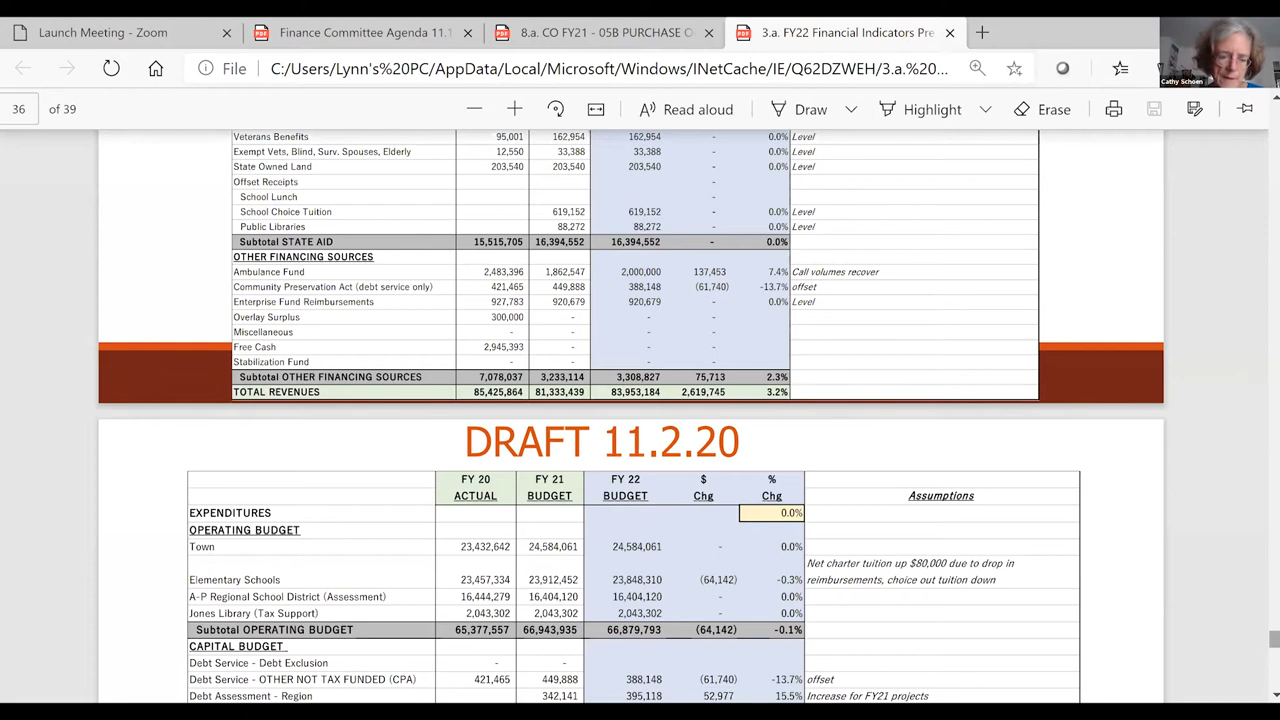 Launch Meeting - Zoom
Finance Committee Agenda 11.1
8.a. CO FY21 - 05B PURCHASE O
3.a. FY22 Financial Indicators Pre
File C:/Users/Lynn's%20PC/AppData/Local/Microsoft/Windows/INetCache/IE/Q62DZWEH/3.a.%20...
Cathy Schoen
36 of 39 Read aloud Draw Highlight Erase
Veterans Benefits 95,001 162,954 162,954 - 0.0% Level
Exempt Vets, Blind, Surv. Spouses, Elderly 12,550 33,388 33,388 - 0.0% Level
State Owned Land 203,540 203,540 203,540 - 0.0% Level
Offset Receipts -
School Lunch -
School Choice Tuition 619,152 619,152 - 0.0% Level
Public Libraries 88,272 88,272 - 0.0% Level
Subtotal STATE AID 15,515,705 16,394,552 16,394,552 - 0.0%
OTHER FINANCING SOURCES
Ambulance Fund 2,483,396 1,862,547 2,000,000 137,453 7.4% Call volumes recover
Community Preservation Act (debt service only) 421,465 449,888 388,148 (61,740) -13.7% offset
Enterprise Fund Reimbursements 927,783 920,679 920,679 - 0.0% Level
Overlay Surplus 300,000 - - -
Miscellaneous - - - -
Free Cash 2,945,393 - - -
Stabilization Fund - - - -
Subtotal OTHER FINANCING SOURCES 7,078,037 3,233,114 3,308,827 75,713 2.3%
TOTAL REVENUES 85,425,864 81,333,439 83,953,184 2,619,745 3.2%
DRAFT 11.2.20
FY 20 FY 21 FY 22 $ %
ACTUAL BUDGET BUDGET Chg Chg Assumptions
EXPENDITURES 0.0%
OPERATING BUDGET
Town 23,432,642 24,584,061 24,584,061 - 0.0%
Net charter tuition up $80,000 due to drop in
Elementary Schools 23,457,334 23,912,452 23,848,310 (64,142) -0.3% reimbursements, choice out tuition down
A-P Regional School District (Assessment) 16,444,279 16,404,120 16,404,120 - 0.0%
Jones Library (Tax Support) 2,043,302 2,043,302 2,043,302 - 0.0%
Subtotal OPERATING BUDGET 65,377,557 66,943,935 66,879,793 (64,142) -0.1%
CAPITAL BUDGET
Debt Service - Debt Exclusion - -
Debt Service - OTHER NOT TAX FUNDED (CPA) 421,465 449,888 388,148 (61,740) -13.7% offset
Debt Assessment - Region 342,141 395,118 52,977 15.5% Increase for FY21 projects